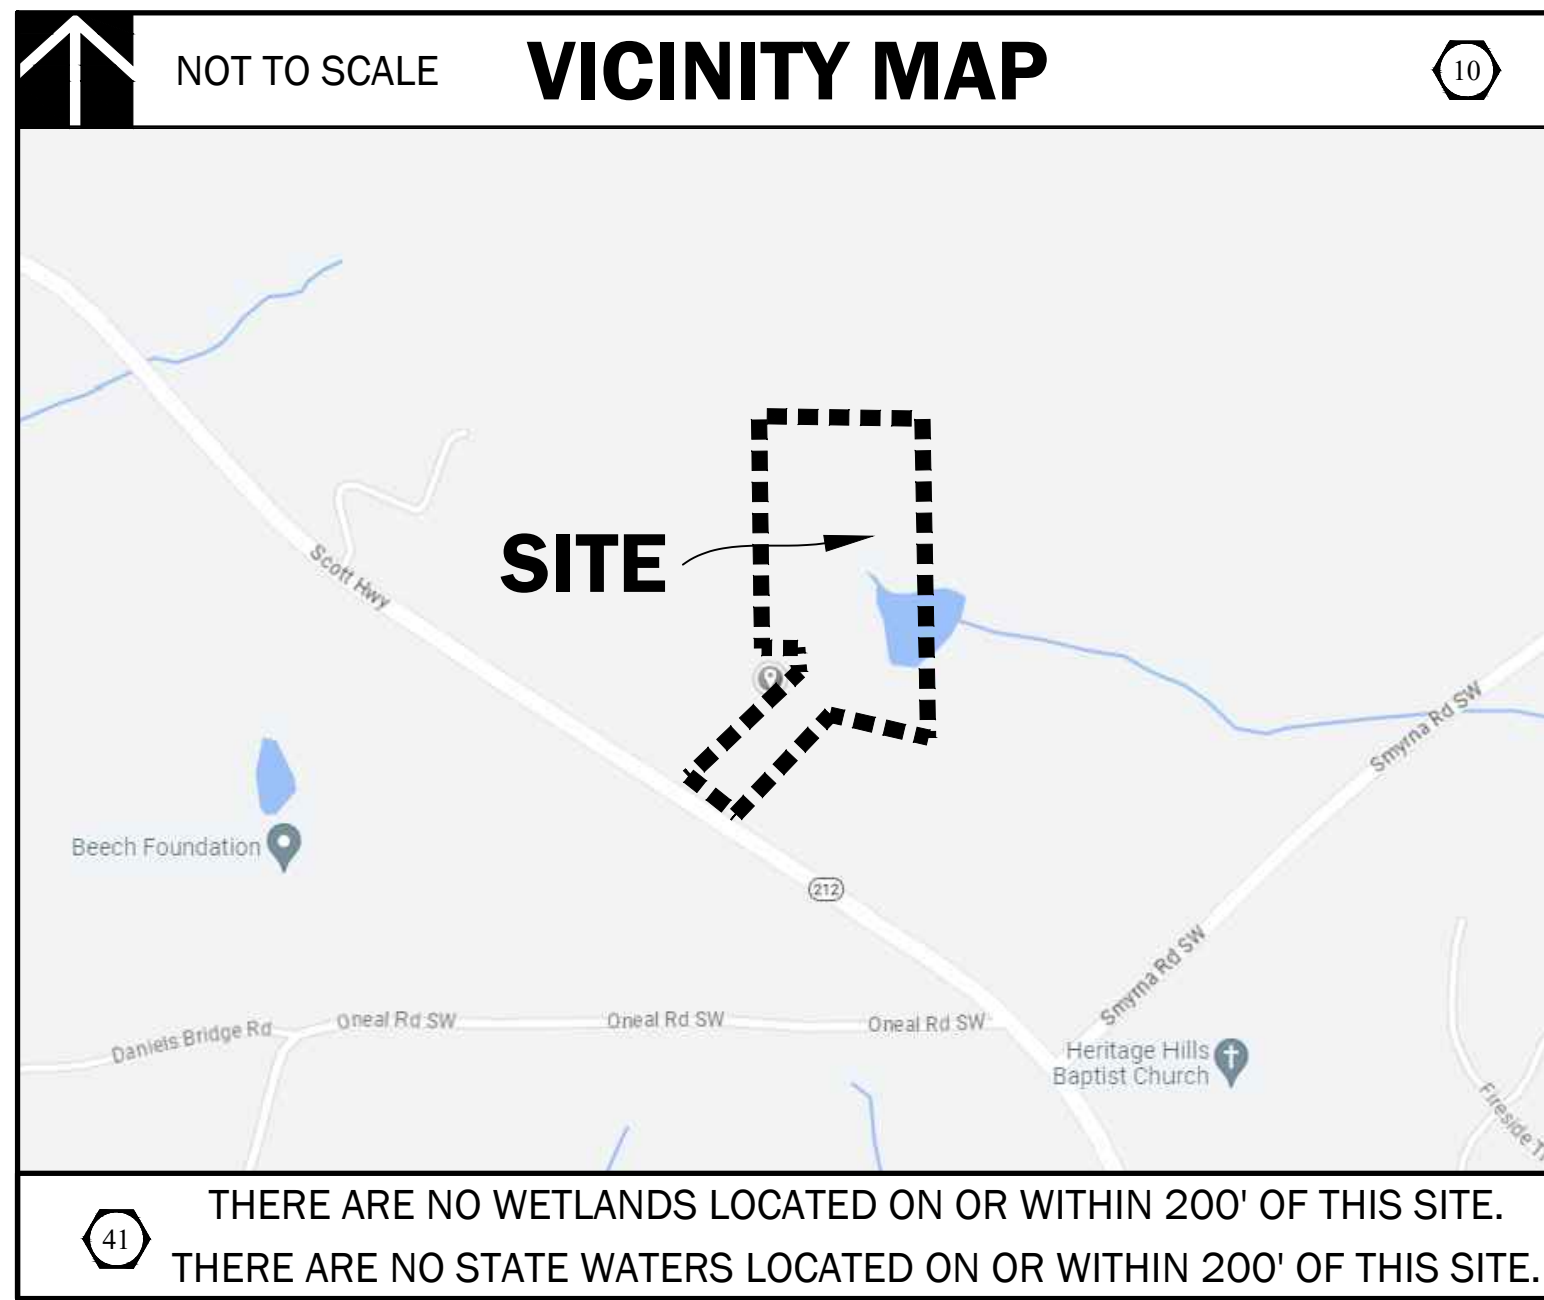 NOT TO SCALE
VICINITY MAP
10
SITE
Scott Hwy
Smyrna Rd SW
Beech Foundation
212
Smyrna Rd SW
Daniels Bridge Rd
Oneal Rd SW
Oneal Rd SW
Oneal Rd SW
Heritage Hills
Baptist Church
Fireside
THERE ARE NO WETLANDS LOCATED ON OR WITHIN 200' OF THIS SITE.
41
THERE ARE NO STATE WATERS LOCATED ON OR WITHIN 200' OF THIS SITE.